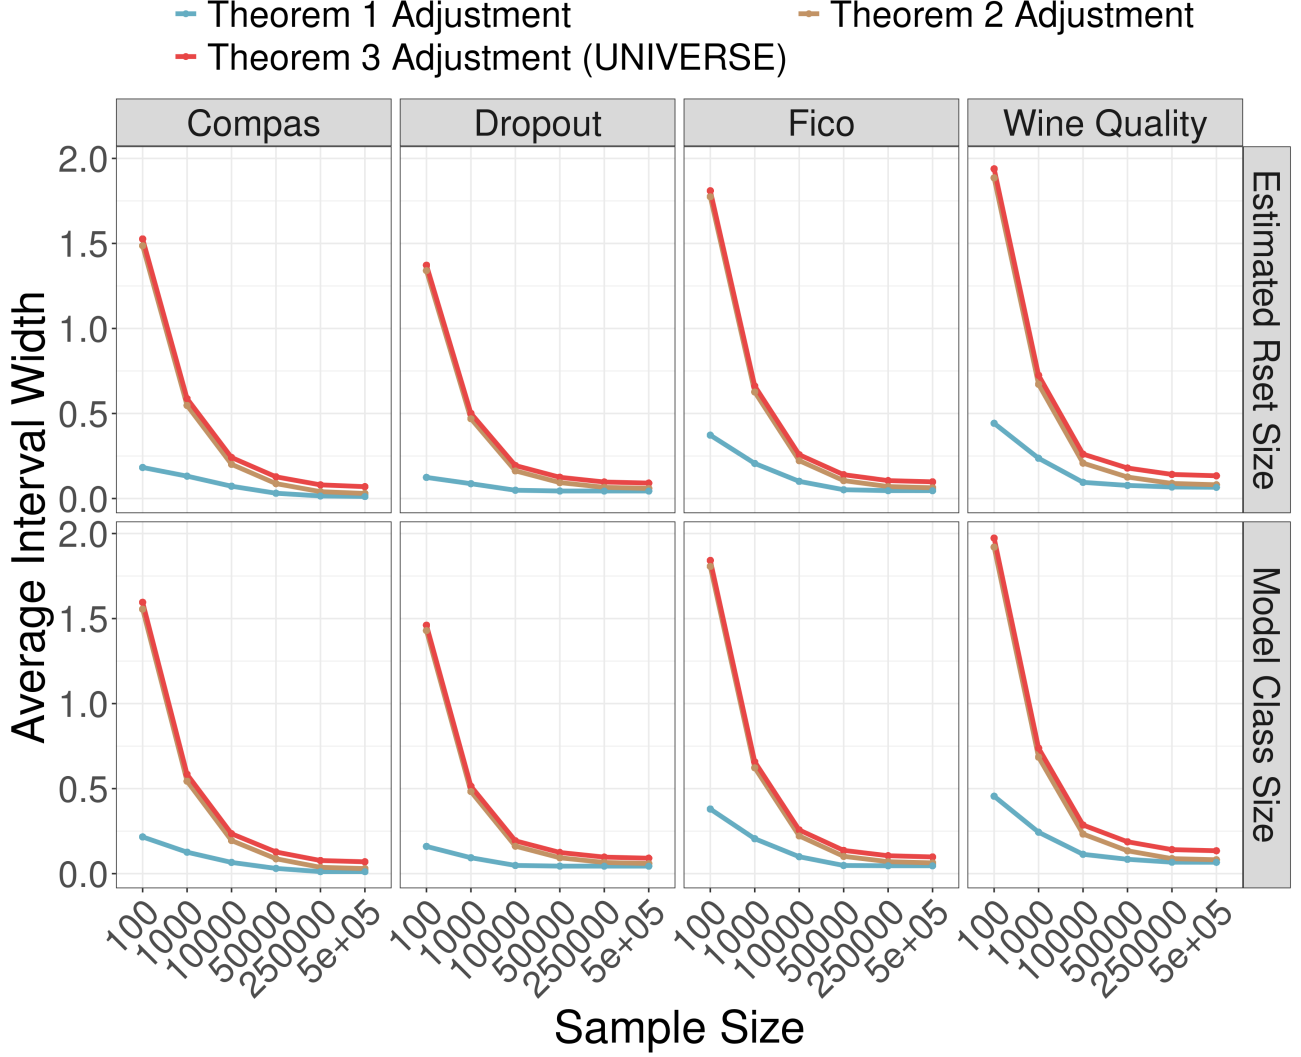 Theorem 1 Adjustment
Theorem 2 Adjustment
Theorem 3 Adjustment (UNIVERSE)
Compas
Dropout
Fico
Wine Quality
Average Interval Width
2.0
1.5
1.0
0.5
0.0
Estimated Rset Size
2.0
1.5
1.0
0.5
0.0
Model Class Size
100
1000
10000
50000
250000
5e+05
100
1000
10000
50000
250000
5e+05
100
1000
10000
50000
250000
5e+05
100
1000
10000
50000
250000
5e+05
Sample Size